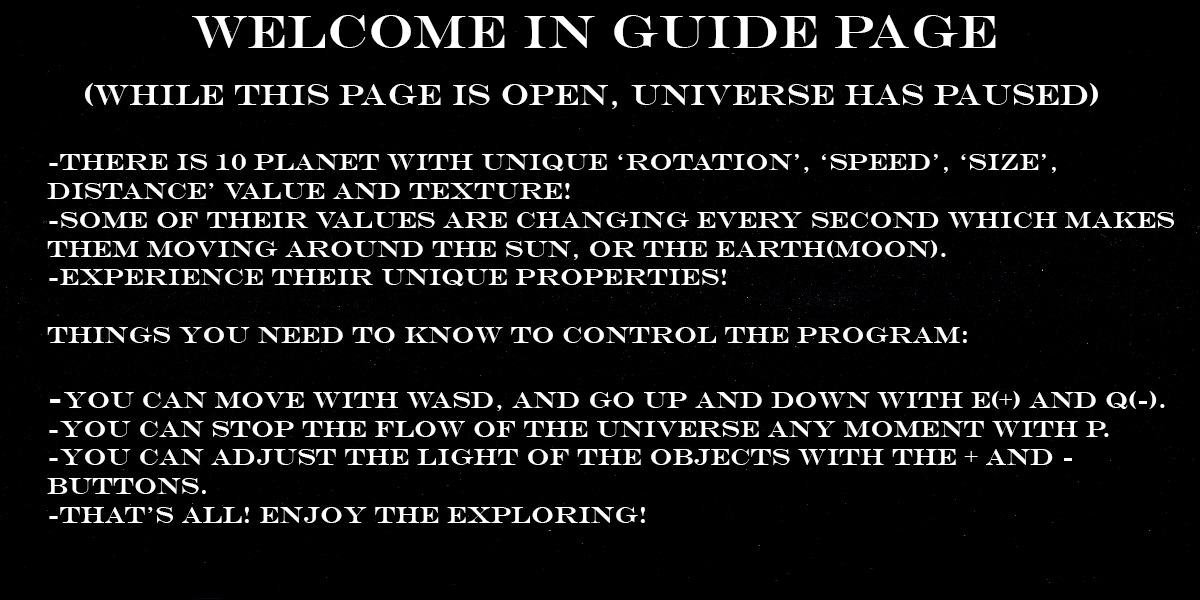 WELCOME IN GUIDE PAGE
(WHILE THIS PAGE IS OPEN, UNIVERSE HAS PAUSED)
-THERE IS 10 PLANET WITH UNIQUE ‘ROTATION’, ‘SPEED’, ‘SIZE’,
DISTANCE’ VALUE AND TEXTURE!
-SOME OF THEIR VALUES ARE CHANGING EVERY SECOND WHICH MAKES
THEM MOVING AROUND THE SUN, OR THE EARTH(MOON).
-EXPERIENCE THEIR UNIQUE PROPERTIES!
THINGS YOU NEED TO KNOW TO CONTROL THE PROGRAM:
-YOU CAN MOVE WITH WASD, AND GO UP AND DOWN WITH E(+) AND Q(-).
-YOU CAN STOP THE FLOW OF THE UNIVERSE ANY MOMENT WITH P.
-YOU CAN ADJUST THE LIGHT OF THE OBJECTS WITH THE + AND -
BUTTONS.
-THAT’S ALL! ENJOY THE EXPLORING!